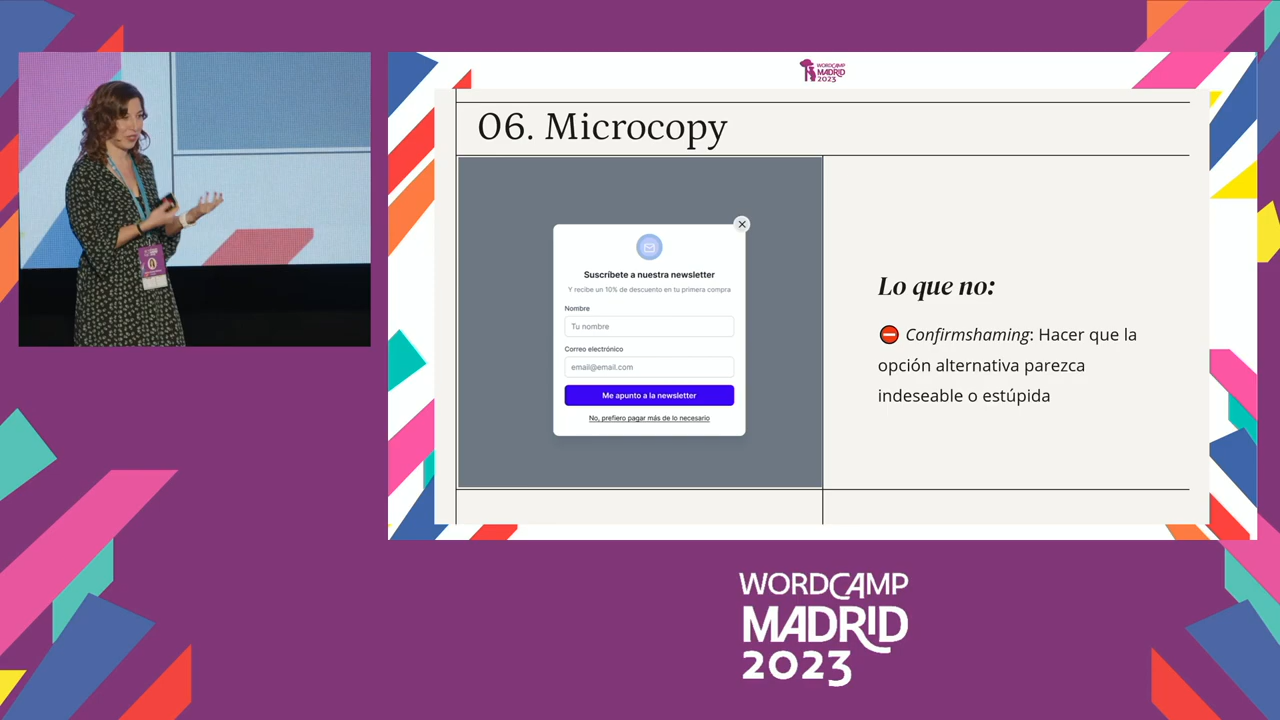 WORDCAMP
MADRID
2023
06. Microcopy
Suscríbete a nuestra newsletter
Y recibe un 10% de descuento en tu primera compra
Nombre
Tu nombre
Correo electrónico
email@email.com
Me apunto a la newsletter
No, prefiero pagar más de lo necesario
Lo que no:
Confirmshaming: Hacer que la
opción alternativa parezca
indeseable o estúpida
WORDCAMP
MADRID
2023